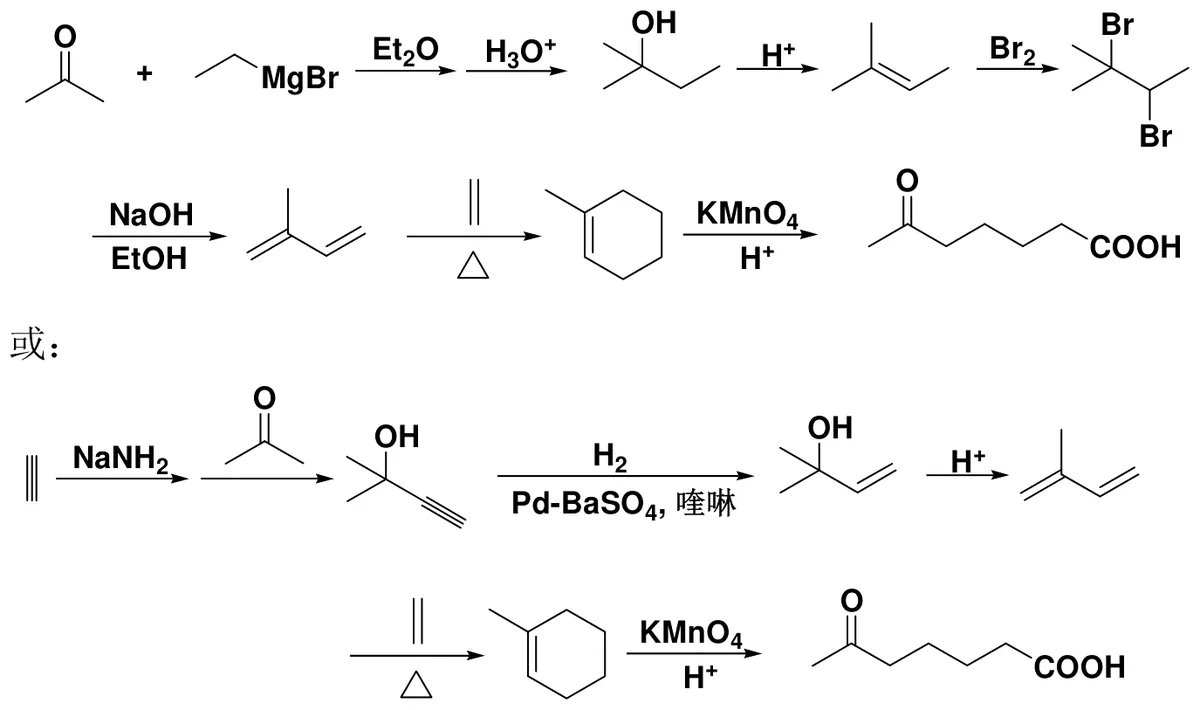 O OH Br
+ MgBr Et₂O H₃O⁺ H⁺ Br₂
Br
NaOH EtOH △ KMnO₄ H⁺ O COOH
或：
O
NaNH₂ OH H₂ OH H⁺
Pd-BaSO₄, 喹啉
O
△ KMnO₄ H⁺ COOH